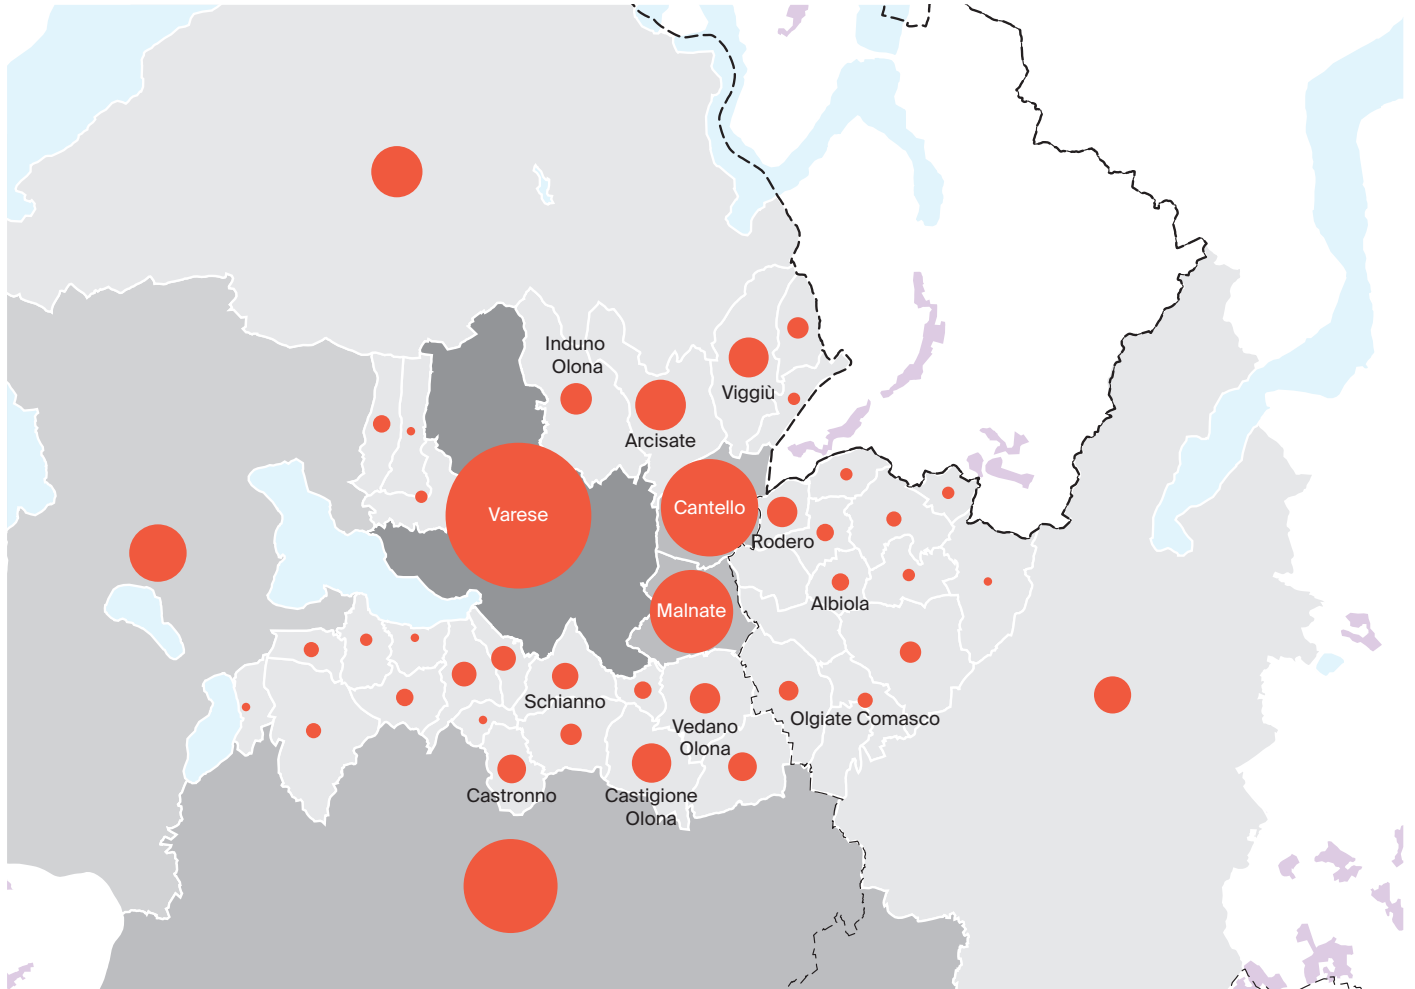 Induno
Olona
Viggiù
Arcisate
Varese
Cantello
Rodero
Malnate
Albiola
Schianno
Olgiate Comasco
Vedano
Olona
Castronno
Castigione
Olona